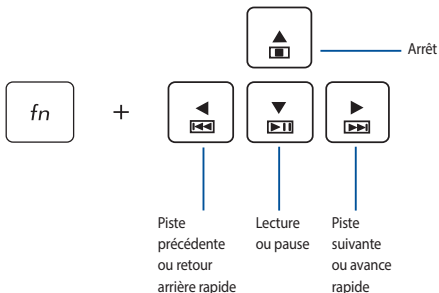 Arrêt
fn
+
Piste
précédente
ou retour
arrière rapide
Lecture
ou pause
Piste
suivante
ou avance
rapide